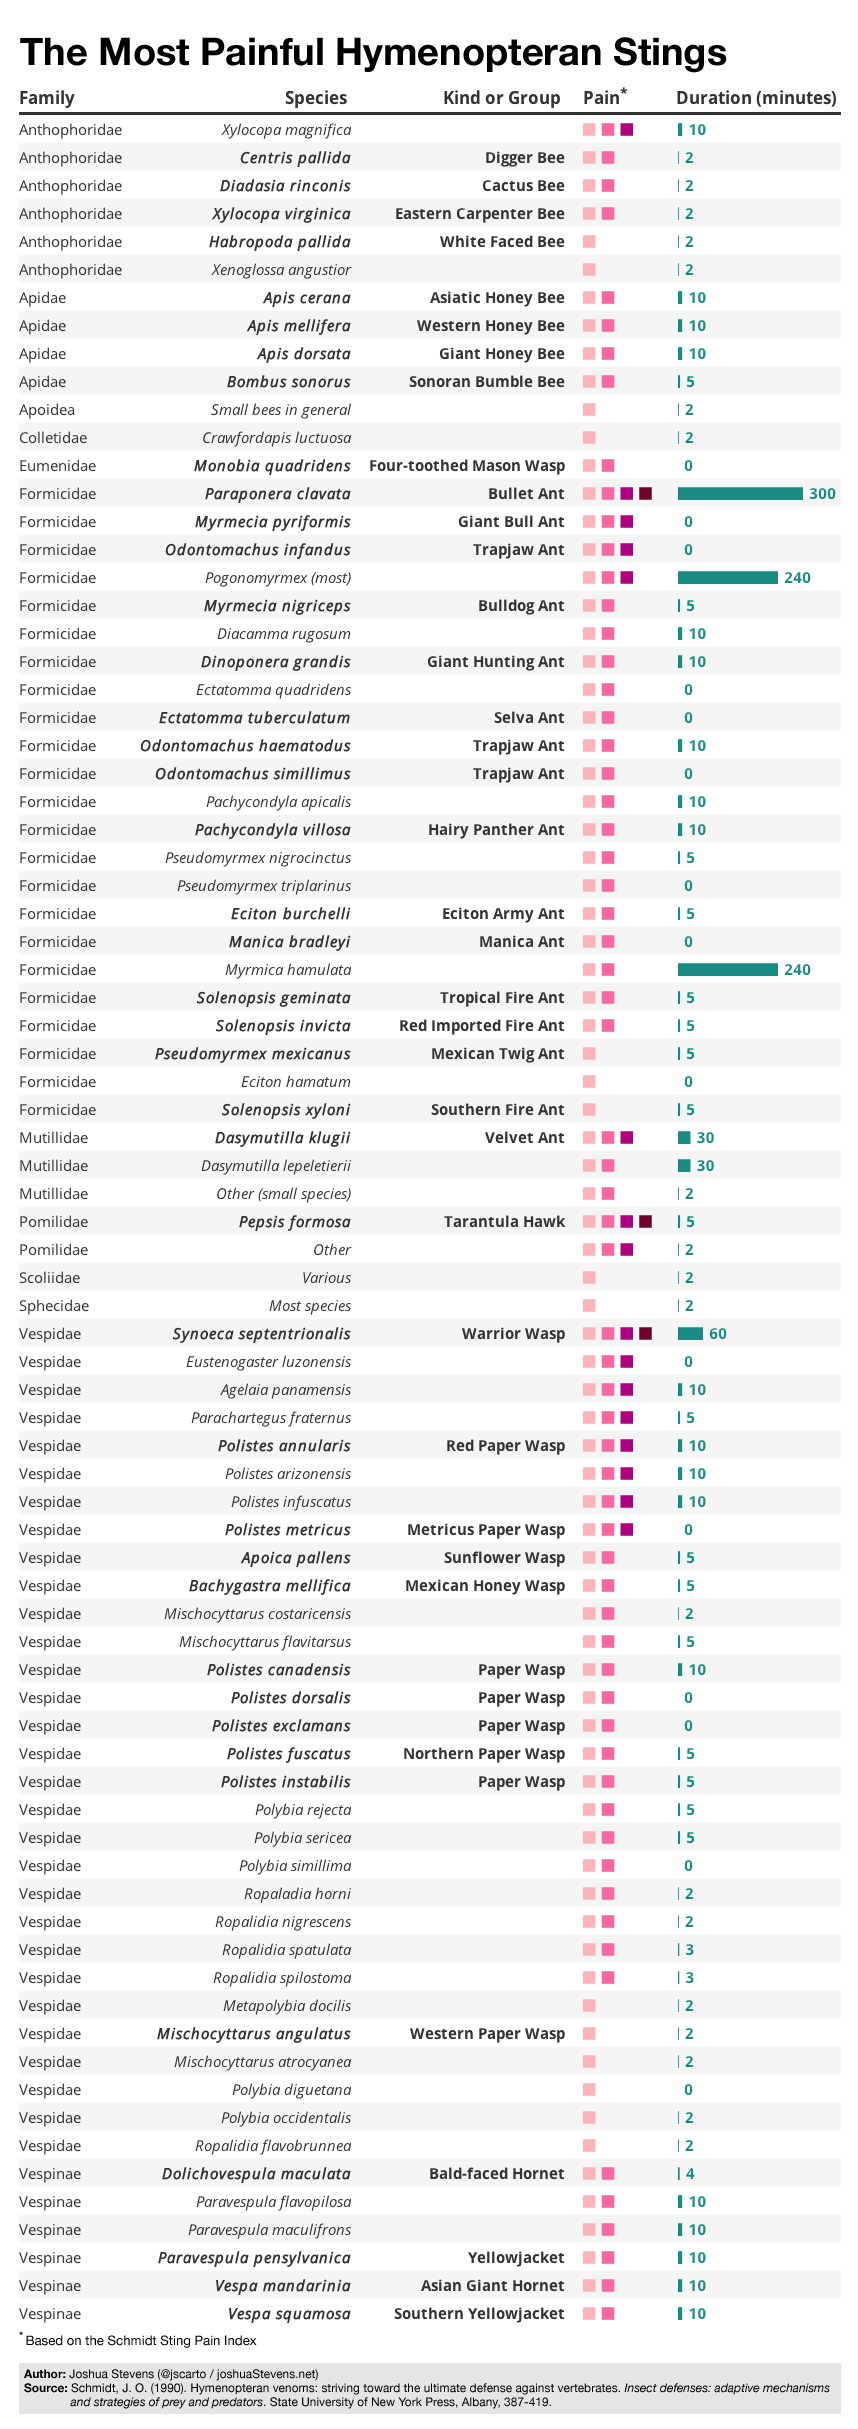 The Most Painful Hymenopteran Stings
Family Species Kind or Group Pain* Duration (minutes)
Anthophoridae Xylocopa magnifica 10
Anthophoridae Centris pallida Digger Bee 2
Anthophoridae Diadasia rinconis Cactus Bee 2
Anthophoridae Xylocopa virginica Eastern Carpenter Bee 2
Anthophoridae Habropoda pallida White Faced Bee 2
Anthophoridae Xenoglossa angustior 2
Apidae Apis cerana Asiatic Honey Bee 10
Apidae Apis mellifera Western Honey Bee 10
Apidae Apis dorsata Giant Honey Bee 10
Apidae Bombus sonorus Sonoran Bumble Bee 5
Apoidea Small bees in general 2
Colletidae Crawfordapis luctuosa 2
Eumenidae Monobia quadridens Four-toothed Mason Wasp 0
Formicidae Paraponera clavata Bullet Ant 300
Formicidae Myrmecia pyriformis Giant Bull Ant 0
Formicidae Odontomachus infandus Trapjaw Ant 0
Formicidae Pogonomyrmex (most) 240
Formicidae Myrmecia nigriceps Bulldog Ant 5
Formicidae Diacamma rugosum 10
Formicidae Dinoponera grandis Giant Hunting Ant 10
Formicidae Ectatomma quadridens 0
Formicidae Ectatomma tuberculatum Selva Ant 0
Formicidae Odontomachus haematodus Trapjaw Ant 10
Formicidae Odontomachus simillimus Trapjaw Ant 0
Formicidae Pachycondyla apicalis 10
Formicidae Pachycondyla villosa Hairy Panther Ant 10
Formicidae Pseudomyrmex nigrocinctus 5
Formicidae Pseudomyrmex triplarinus 0
Formicidae Eciton burchelli Eciton Army Ant 5
Formicidae Manica bradleyi Manica Ant 0
Formicidae Myrmica hamulata 240
Formicidae Solenopsis geminata Tropical Fire Ant 5
Formicidae Solenopsis invicta Red Imported Fire Ant 5
Formicidae Pseudomyrmex mexicanus Mexican Twig Ant 5
Formicidae Eciton hamatum 0
Formicidae Solenopsis xyloni Southern Fire Ant 5
Mutillidae Dasymutilla klugii Velvet Ant 30
Mutillidae Dasymutilla lepeletierii 30
Mutillidae Other (small species) 2
Pomilidae Pepsis formosa Tarantula Hawk 5
Pomilidae Other 2
Scoliidae Various 2
Sphecidae Most species 2
Vespidae Synoeca septentrionalis Warrior Wasp 60
Vespidae Eustenogaster luzonensis 0
Vespidae Agelaia panamensis 10
Vespidae Parachartegus fraternus 5
Vespidae Polistes annularis Red Paper Wasp 10
Vespidae Polistes arizonensis 10
Vespidae Polistes infuscatus 10
Vespidae Polistes metricus Metricus Paper Wasp 0
Vespidae Apoica pallens Sunflower Wasp 5
Vespidae Bachygastra mellifica Mexican Honey Wasp 5
Vespidae Mischocyttarus costaricensis 2
Vespidae Mischocyttarus flavitarsus 5
Vespidae Polistes canadensis Paper Wasp 10
Vespidae Polistes dorsalis Paper Wasp 0
Vespidae Polistes exclamans Paper Wasp 0
Vespidae Polistes fuscatus Northern Paper Wasp 5
Vespidae Polistes instabilis Paper Wasp 5
Vespidae Polybia rejecta 5
Vespidae Polybia sericea 5
Vespidae Polybia simillima 0
Vespidae Ropaladia horni 2
Vespidae Ropalidia nigrescens 2
Vespidae Ropalidia spatulata 3
Vespidae Ropalidia spilostoma 3
Vespidae Metapolybia docilis 2
Vespidae Mischocyttarus angulatus Western Paper Wasp 2
Vespidae Mischocyttarus atrocyanea 2
Vespidae Polybia diguetana 0
Vespidae Polybia occidentalis 2
Vespidae Ropalidia flavobrunnea 2
Vespinae Dolichovespula maculata Bald-faced Hornet 4
Vespinae Paravespula flavopilosa 10
Vespinae Paravespula maculifrons 10
Vespinae Paravespula pensylvanica Yellowjacket 10
Vespinae Vespa mandarinia Asian Giant Hornet 10
Vespinae Vespa squamosa Southern Yellowjacket 10
* Based on the Schmidt Sting Pain Index
Author: Joshua Stevens (@jscarto / joshuaStevens.net)
Source: Schmidt, J. O. (1990). Hymenopteran venoms: striving toward the ultimate defense against vertebrates. Insect defenses: adaptive mechanisms
and strategies of prey and predators. State University of New York Press, Albany, 387-419.